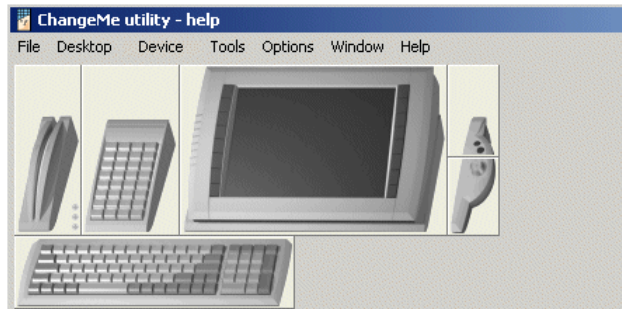 ChangeMe utility - help
File Desktop Device Tools Options Window Help